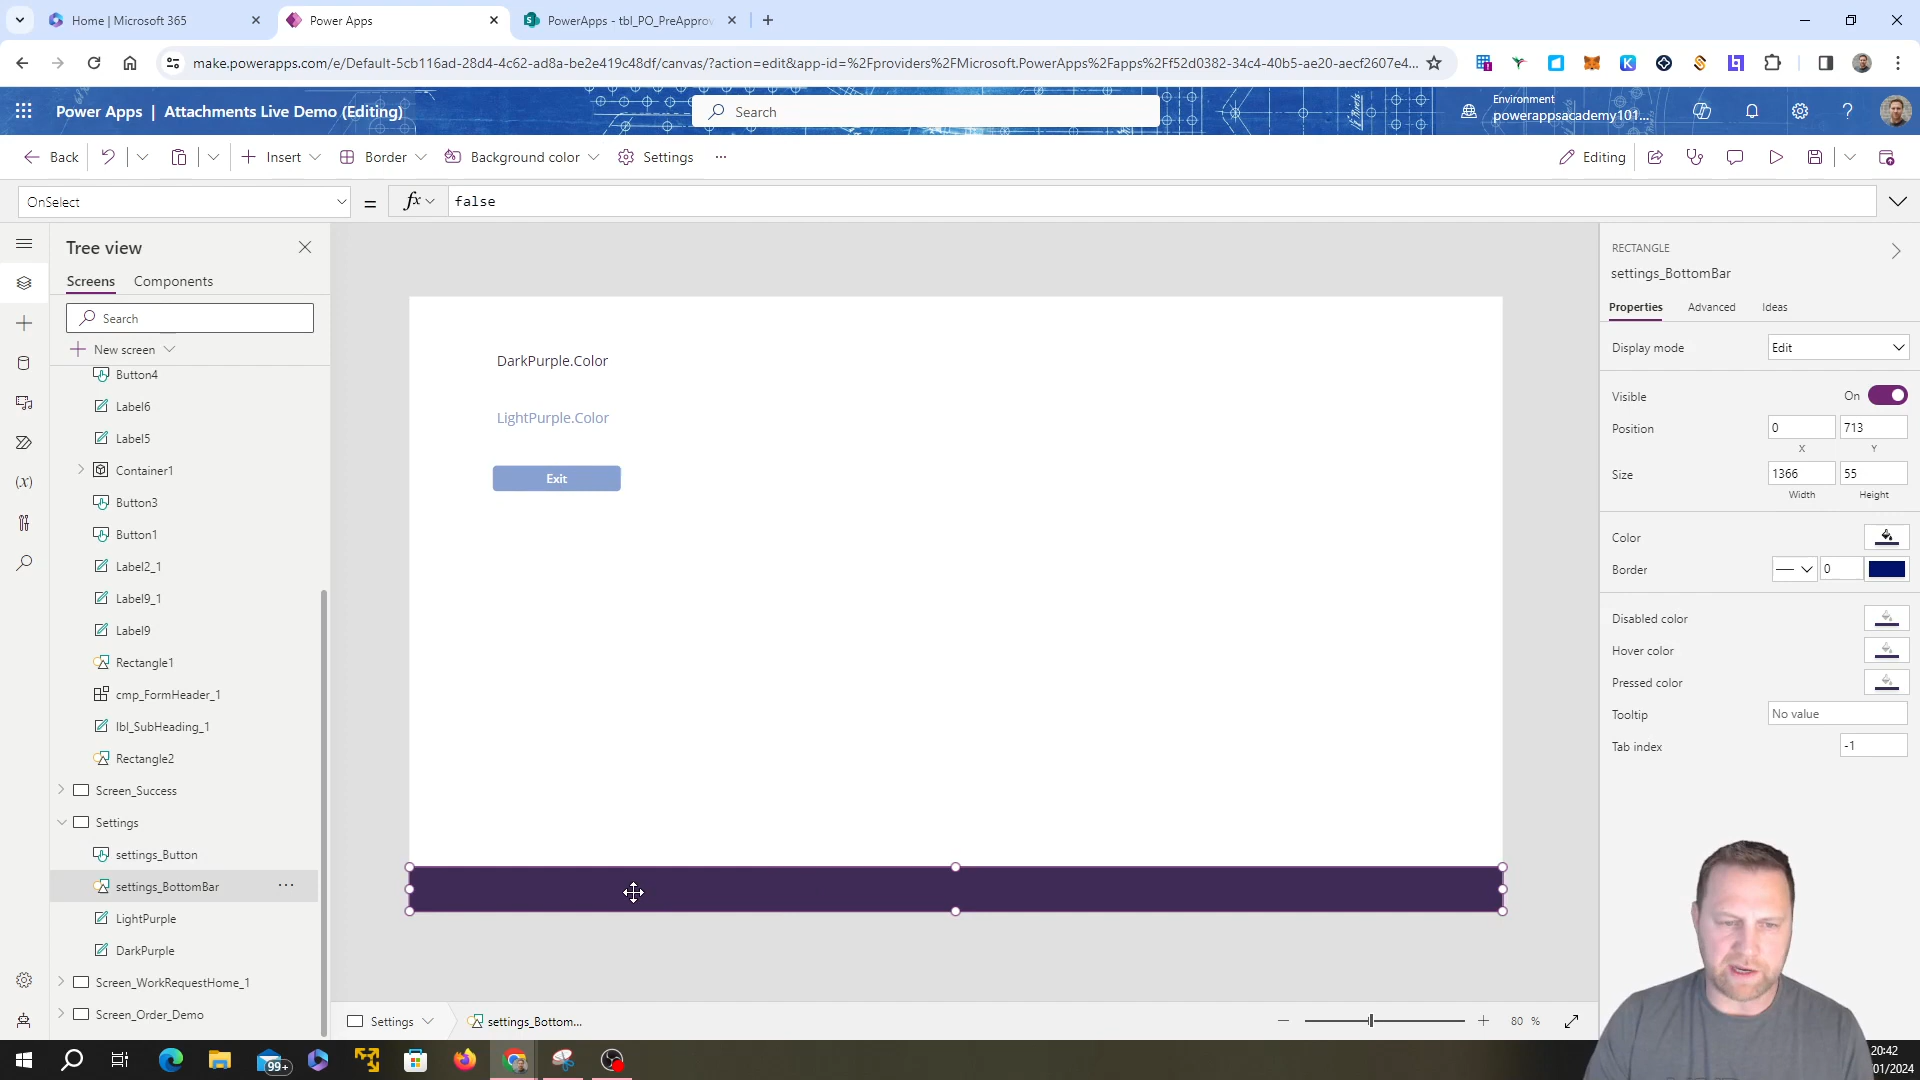 Home | Microsoft 365
Power Apps
PowerApps - tbl_PO_PreApprov
make.powerapps.com/e/Default-5cb116ad-28d4-4c62-ad8a-be2e419c48df/canvas/?action=edit&app-id=%2Fproviders%2FMicrosoft.PowerApps%2Fapps%2Ff52d0382-34c4-40b5-ae20-aecf2607e4...
Power Apps | Attachments Live Demo (Editing)
Search
Environment
powerappsacademy101...
Back
Insert
Border
Background color
Settings
Editing
OnSelect
=
fx
false
Tree view
Screens
Components
Search
New screen
Button4
Label6
Label5
Container1
Button3
Button1
Label2_1
Label9_1
Label9
Rectangle1
cmp_FormHeader_1
lbl_SubHeading_1
Rectangle2
Screen_Success
Settings
settings_Button
settings_BottomBar
LightPurple
DarkPurple
Screen_WorkRequestHome_1
Screen_Order_Demo
DarkPurple.Color
LightPurple.Color
Exit
Settings
settings_Bottom...
80 %
RECTANGLE
settings_BottomBar
Properties
Advanced
Ideas
Display mode
Edit
Visible
On
Position
0
713
X
Y
Size
1366
55
Width
Height
Color
Border
0
Disabled color
Hover color
Pressed color
Tooltip
No value
Tab index
-1
99+
20:42
01/2024